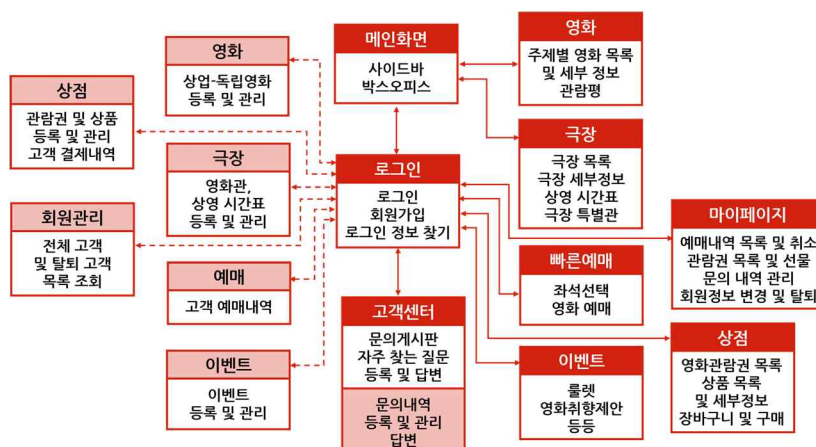 메인화면
사이드바
박스오피스
영화
주제별 영화 목록
및 세부 정보
관람평
영화
상업-독립영화
등록 및 관리
상점
관람권 및 상품
등록 및 관리
고객 결제내역
극장
극장 목록
극장 세부정보
상영 시간표
극장 특별관
극장
영화관,
상영 시간표
등록 및 관리
로그인
로그인
회원가입
로그인 정보 찾기
회원관리
전체 고객
및 탈퇴 고객
목록 조회
마이페이지
예매내역 목록 및 취소
관람권 목록 및 선물
문의 내역 관리
회원정보 변경 및 탈퇴
빠른예매
좌석선택
영화 예매
예매
고객 예매내역
고객센터
문의게시판
자주 찾는 질문
등록 및 답변
문의내역
등록 및 관리
답변
상점
영화관람권 목록
상품 목록
및 세부정보
장바구니 및 구매
이벤트
룰렛
영화취향제안
등등
이벤트
이벤트
등록 및 관리